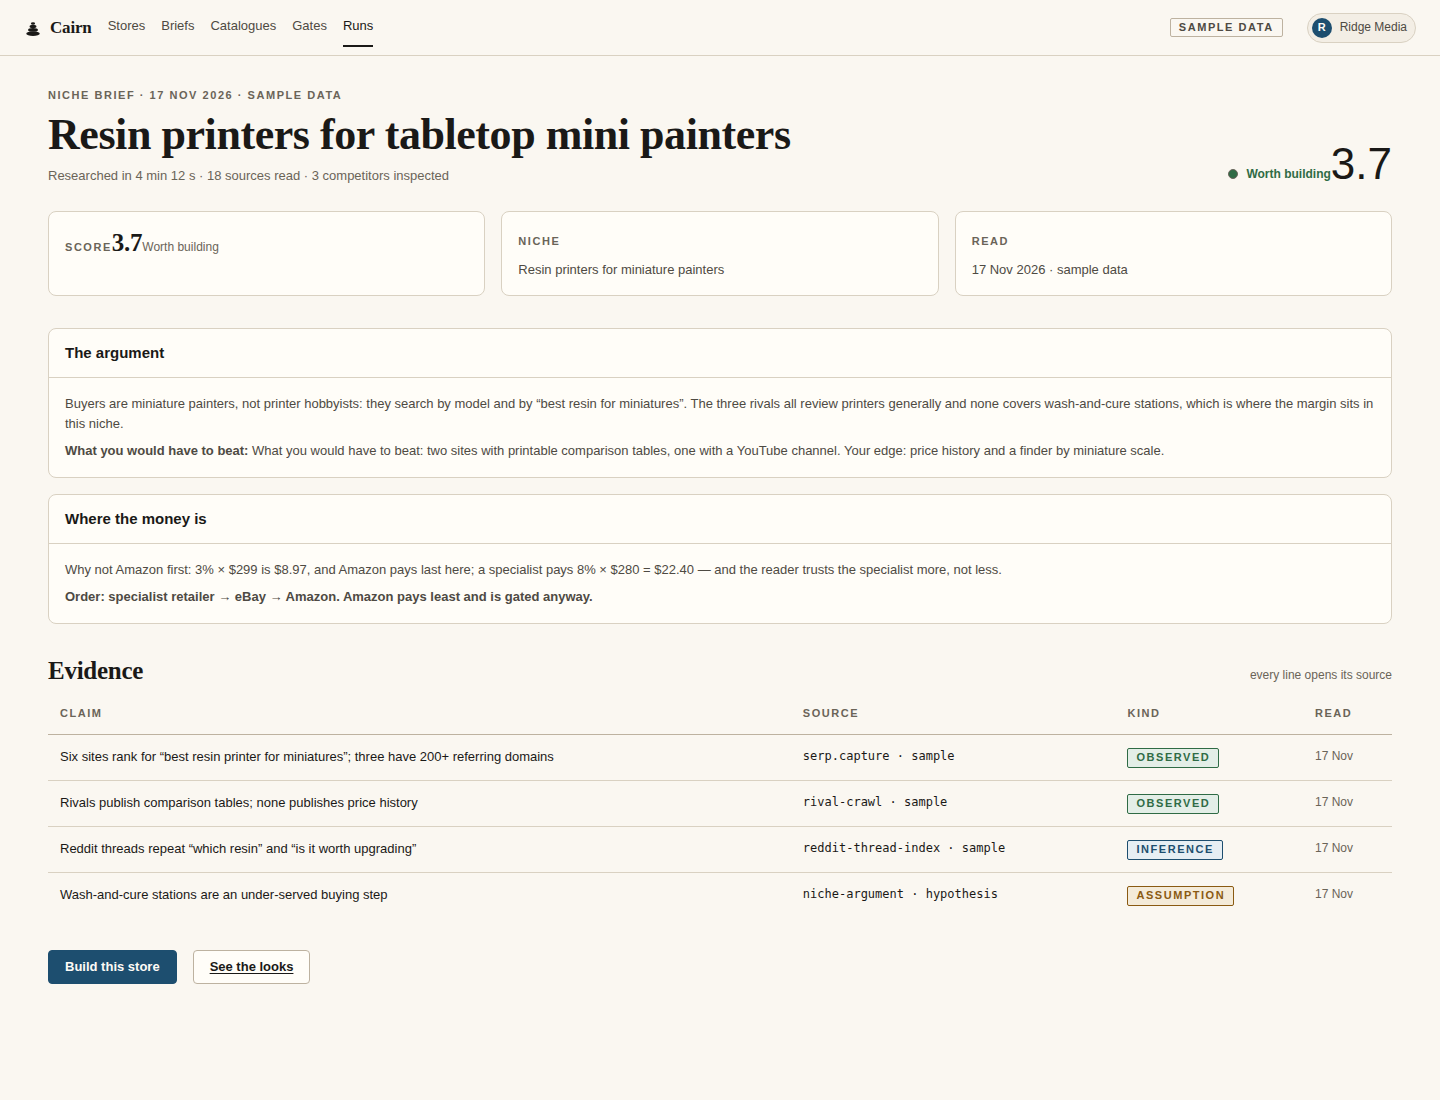 Cairn Stores Briefs Catalogues Gates Runs SAMPLE DATA R Ridge Media
NICHE BRIEF · 17 NOV 2026 · SAMPLE DATA
Resin printers for tabletop mini painters
Researched in 4 min 12 s · 18 sources read · 3 competitors inspected
Worth building 3.7
SCORE 3.7 Worth building
NICHE
Resin printers for miniature painters
READ
17 Nov 2026 · sample data
The argument
Buyers are miniature painters, not printer hobbyists: they search by model and by “best resin for miniatures”. The three rivals all review printers generally and none covers wash-and-cure stations, which is where the margin sits in
this niche.
What you would have to beat: What you would have to beat: two sites with printable comparison tables, one with a YouTube channel. Your edge: price history and a finder by miniature scale.
Where the money is
Why not Amazon first: 3% × $299 is $8.97, and Amazon pays last here; a specialist pays 8% × $280 = $22.40 — and the reader trusts the specialist more, not less.
Order: specialist retailer → eBay → Amazon. Amazon pays least and is gated anyway.
Evidence
every line opens its source
CLAIM SOURCE KIND READ
Six sites rank for “best resin printer for miniatures”; three have 200+ referring domains serp.capture · sample OBSERVED 17 Nov
Rivals publish comparison tables; none publishes price history rival-crawl · sample OBSERVED 17 Nov
Reddit threads repeat “which resin” and “is it worth upgrading” reddit-thread-index · sample INFERENCE 17 Nov
Wash-and-cure stations are an under-served buying step niche-argument · hypothesis ASSUMPTION 17 Nov
Build this store See the looks